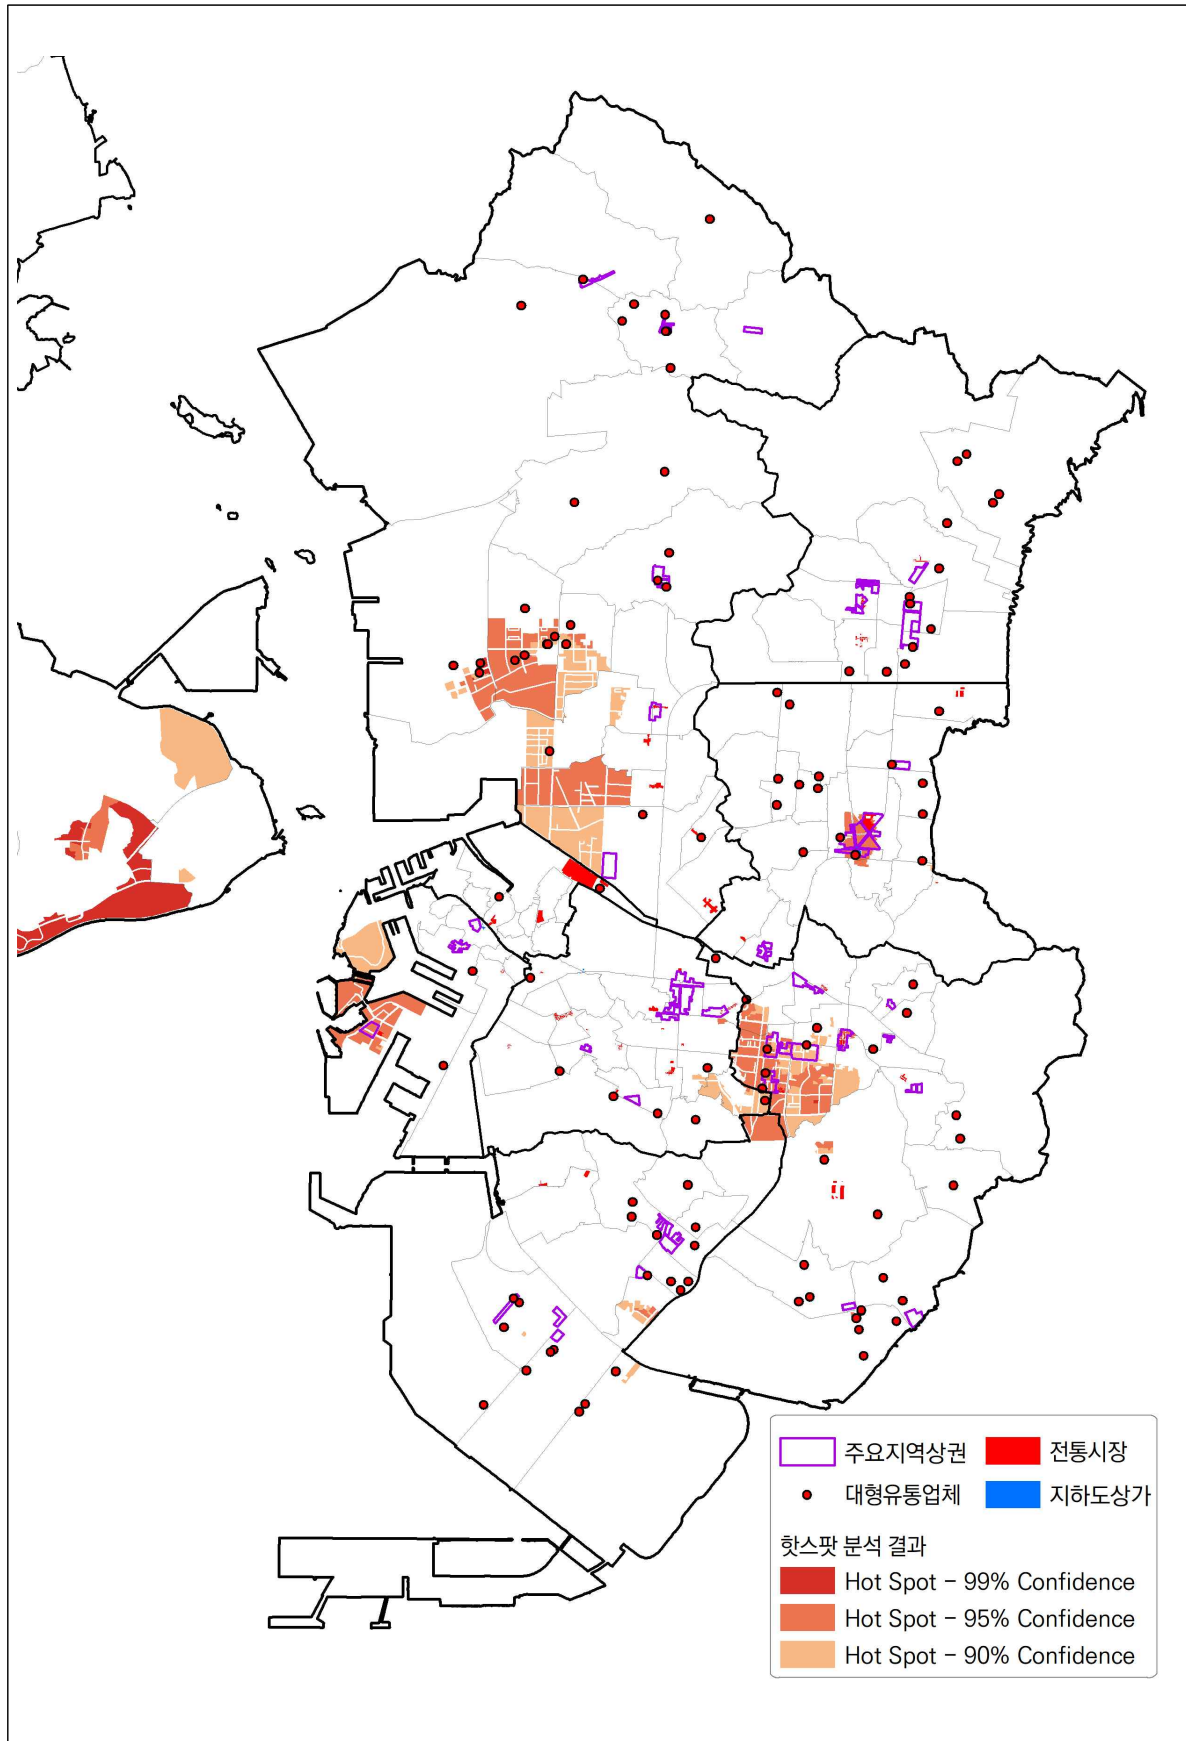 주요지역상권
전통시장
대형유통업체
지하도상가
핫스팟 분석 결과
Hot Spot - 99% Confidence
Hot Spot - 95% Confidence
Hot Spot - 90% Confidence